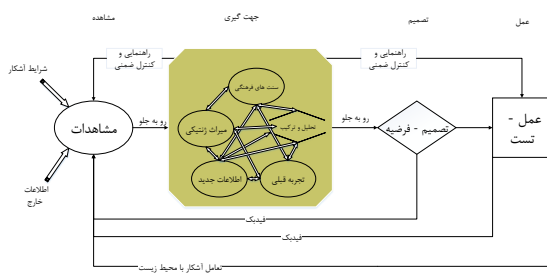 مشاهده
جهت گیری
تصمیم
عمل
راهنمایی و
کنترل ضمنی
راهنمایی و
کنترل ضمنی
شرایط آشکار
مشاهدات
اطلاعات
خارج
رو به جلو
سنت های فرهنگی
میراث ژنتیکی
تحلیل و ترکیب
اطلاعات جدید
تجربه قبلی
رو به جلو
تصمیم - فرضیه
عمل -
تست
فیدبک
فیدبک
تعامل آشکار با محیط زیست